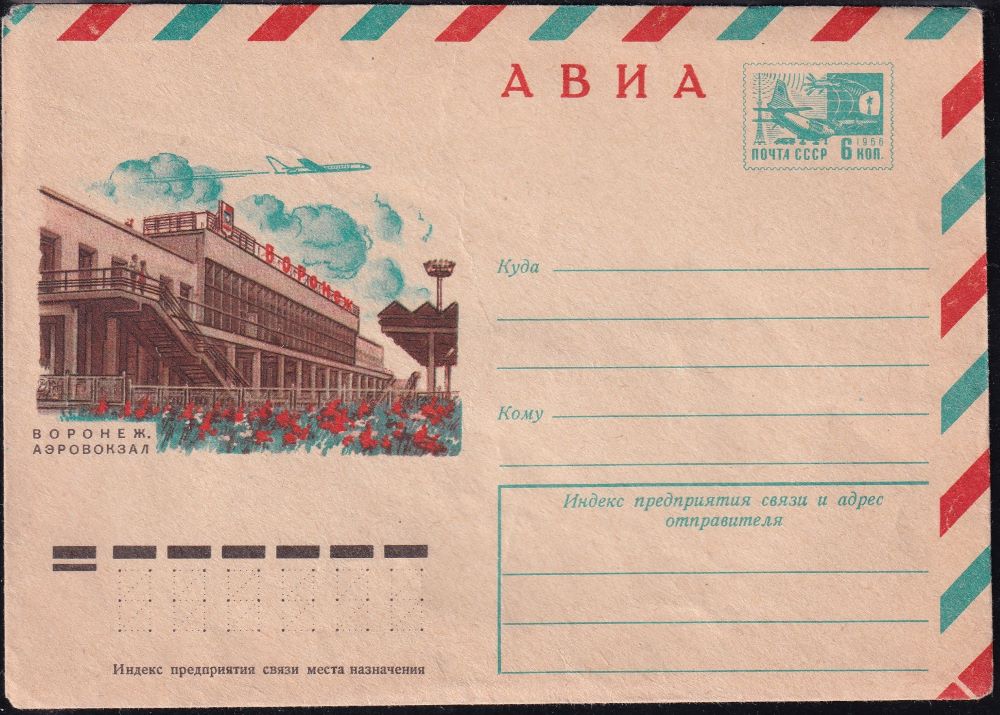 АВИА
1966
ПОЧТА СССР 6 КОП.
ВОРОНЕЖ
Куда
Кому
ВОРОНЕЖ.
АЭРОВОКЗАЛ
Индекс предприятия связи и адрес
отправителя
Индекс предприятия связи места назначения